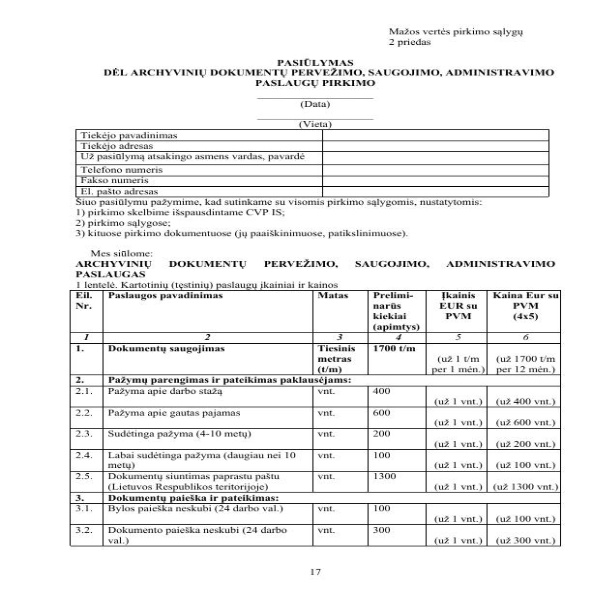 Mažos vertės pirkimo sąlygų
2 priedas
PASIŪLYMAS
DĖL ARCHYVINIŲ DOKUMENTŲ PERVEŽIMO, SAUGOJIMO, ADMINISTRAVIMO
PASLAUGŲ PIRKIMO
(Data)
(Vieta)
Tiekėjo pavadinimas
Tiekėjo adresas
Už pasiūlymą atsakingo asmens vardas, pavardė
Telefono numeris
Fakso numeris
El. pašto adresas
Šiuo pasiūlymu pažymime, kad sutinkame su visomis pirkimo sąlygomis, nustatytomis:
1) pirkimo skelbime išspausdintame CVP IS;
2) pirkimo sąlygose;
3) kituose pirkimo dokumentuose (jų paaiškinimuose, patikslinimuose).
Mes siūlome:
ARCHYVINIŲ DOKUMENTŲ PERVEŽIMO, SAUGOJIMO, ADMINISTRAVIMO
PASLAUGAS
1 lentelė. Kartotinių (tęstinių) paslaugų įkainiai ir kainos
Eil. Paslaugos pavadinimas Matas Prelimi- Įkainis Kaina Eur su
Nr. narūs EUR su PVM
kiekiai PVM (4x5)
(apimtys)
1 2 3 4 5 6
1. Dokumentų saugojimas Tiesinis 1700 t/m
metras (už 1 t/m (už 1700 t/m
(t/m) per 1 mėn.) per 12 mėn.)
2. Pažymų parengimas ir pateikimas paklausėjams:
2.1. Pažyma apie darbo stažą vnt. 400
(už 1 vnt.) (už 400 vnt.)
2.2. Pažyma apie gautas pajamas vnt. 600
(už 1 vnt.) (už 600 vnt.)
2.3. Sudėtinga pažyma (4-10 metų) vnt. 200
(už 1 vnt.) (už 200 vnt.)
2.4. Labai sudėtinga pažyma (daugiau nei 10 vnt. 100
metų) (už 1 vnt.) (už 100 vnt.)
2.5. Dokumentų siuntimas paprastu paštu vnt. 1300
(Lietuvos Respublikos teritorijoje) (už 1 vnt.) (už 1300 vnt.)
3. Dokumentų paieška ir pateikimas:
3.1. Bylos paieška neskubi (24 darbo val.) vnt. 100
(už 1 vnt.) (už 100 vnt.)
3.2. Dokumento paieška neskubi (24 darbo vnt. 300
val.) (už 1 vnt.) (už 300 vnt.)
17